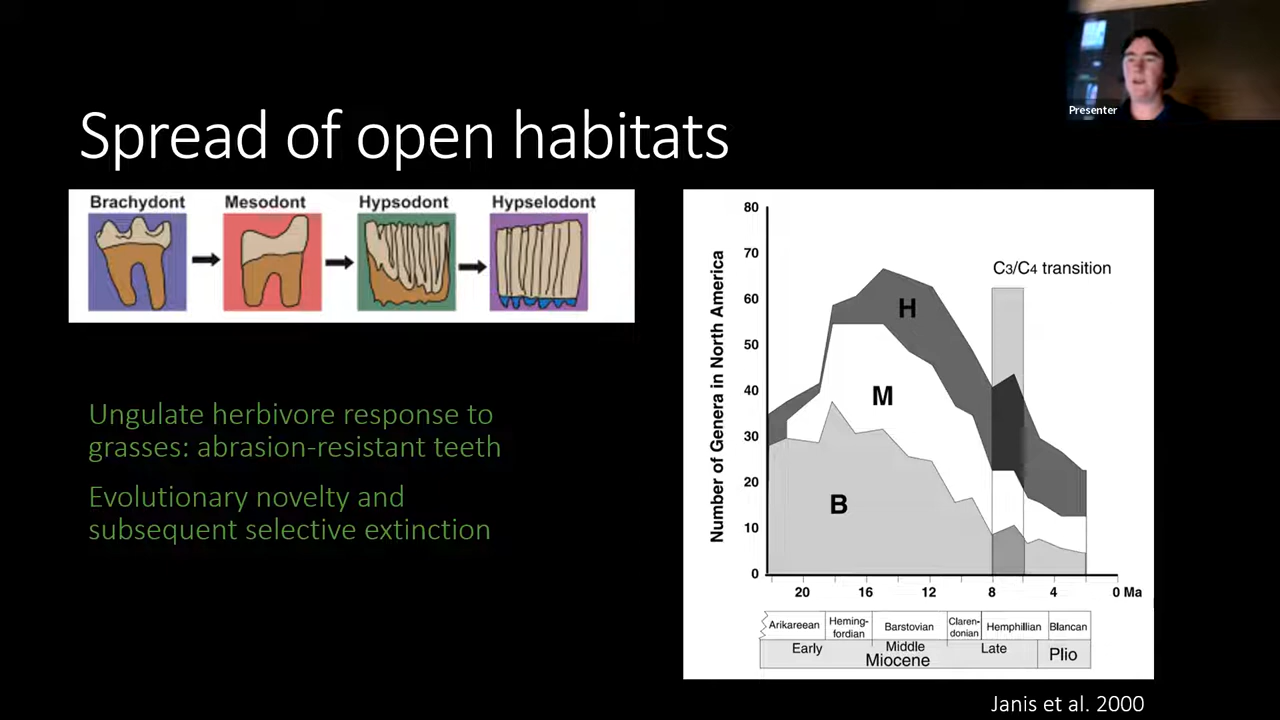 Presenter
Spread of open habitats
Brachydont Mesodont Hypsodont Hypselodont
Ungulate herbivore response to
grasses: abrasion-resistant teeth
Evolutionary novelty and
subsequent selective extinction
Number of Genera in North America
80
70
60
50
40
30
20
10
0
C3/C4 transition
H
M
B
20 16 12 8 4 0 Ma
Arikareean Heming-
fordian Barstovian Claren-
donian Hemphillian Blancan
Early Middle Late
Miocene Plio
Janis et al. 2000